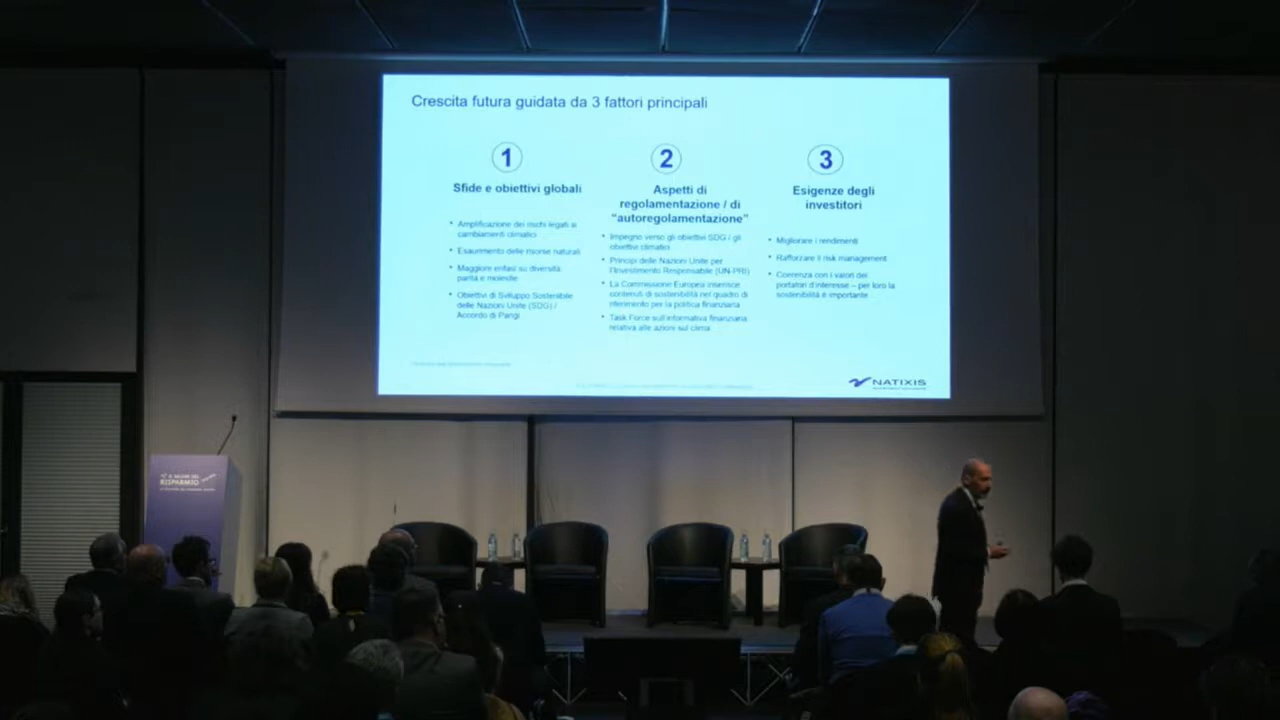 Crescita futura guidata da 3 fattori principali
1
Sfide e obiettivi globali
• Amplificazione dei rischi legati ai
cambiamenti climatici
• Esaurimento delle risorse naturali
• Maggiore enfasi su diversità
parità e molestie
• Obiettivi di Sviluppo Sostenibile
delle Nazioni Unite (SDG) /
Accordo di Parigi
2
Aspetti di
regolamentazione / di
"autoregolamentazione"
• Impegno verso gli obiettivi SDG / gli
obiettivi climatici
• Principi delle Nazioni Unite per
l'Investimento Responsabile (UN-PRI)
• La Commissione Europea inserisce
contenuti di sostenibilità nel quadro di
riferimento per la politica finanziaria
• Task Force sull'informativa finanziaria
relativa alle azioni sul clima
3
Esigenze degli
investitori
• Migliorare i rendimenti
• Rafforzare il risk management
• Coerenza con i valori dei
portatori d'interesse – per loro la
sostenibilità è importante
NATIXIS
IL SALONE DEL
RISPARMIO